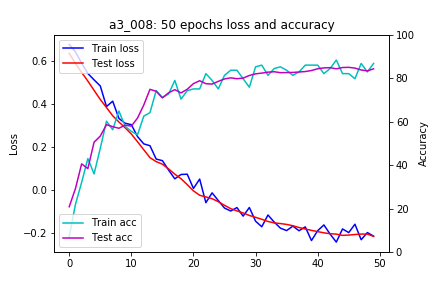 a3_008: 50 epochs loss and accuracy
Train loss
Test loss
Train acc
Test acc
Loss
0.6
0.4
0.2
0.0
−0.2
Accuracy
100
80
60
40
20
0
0
10
20
30
40
50